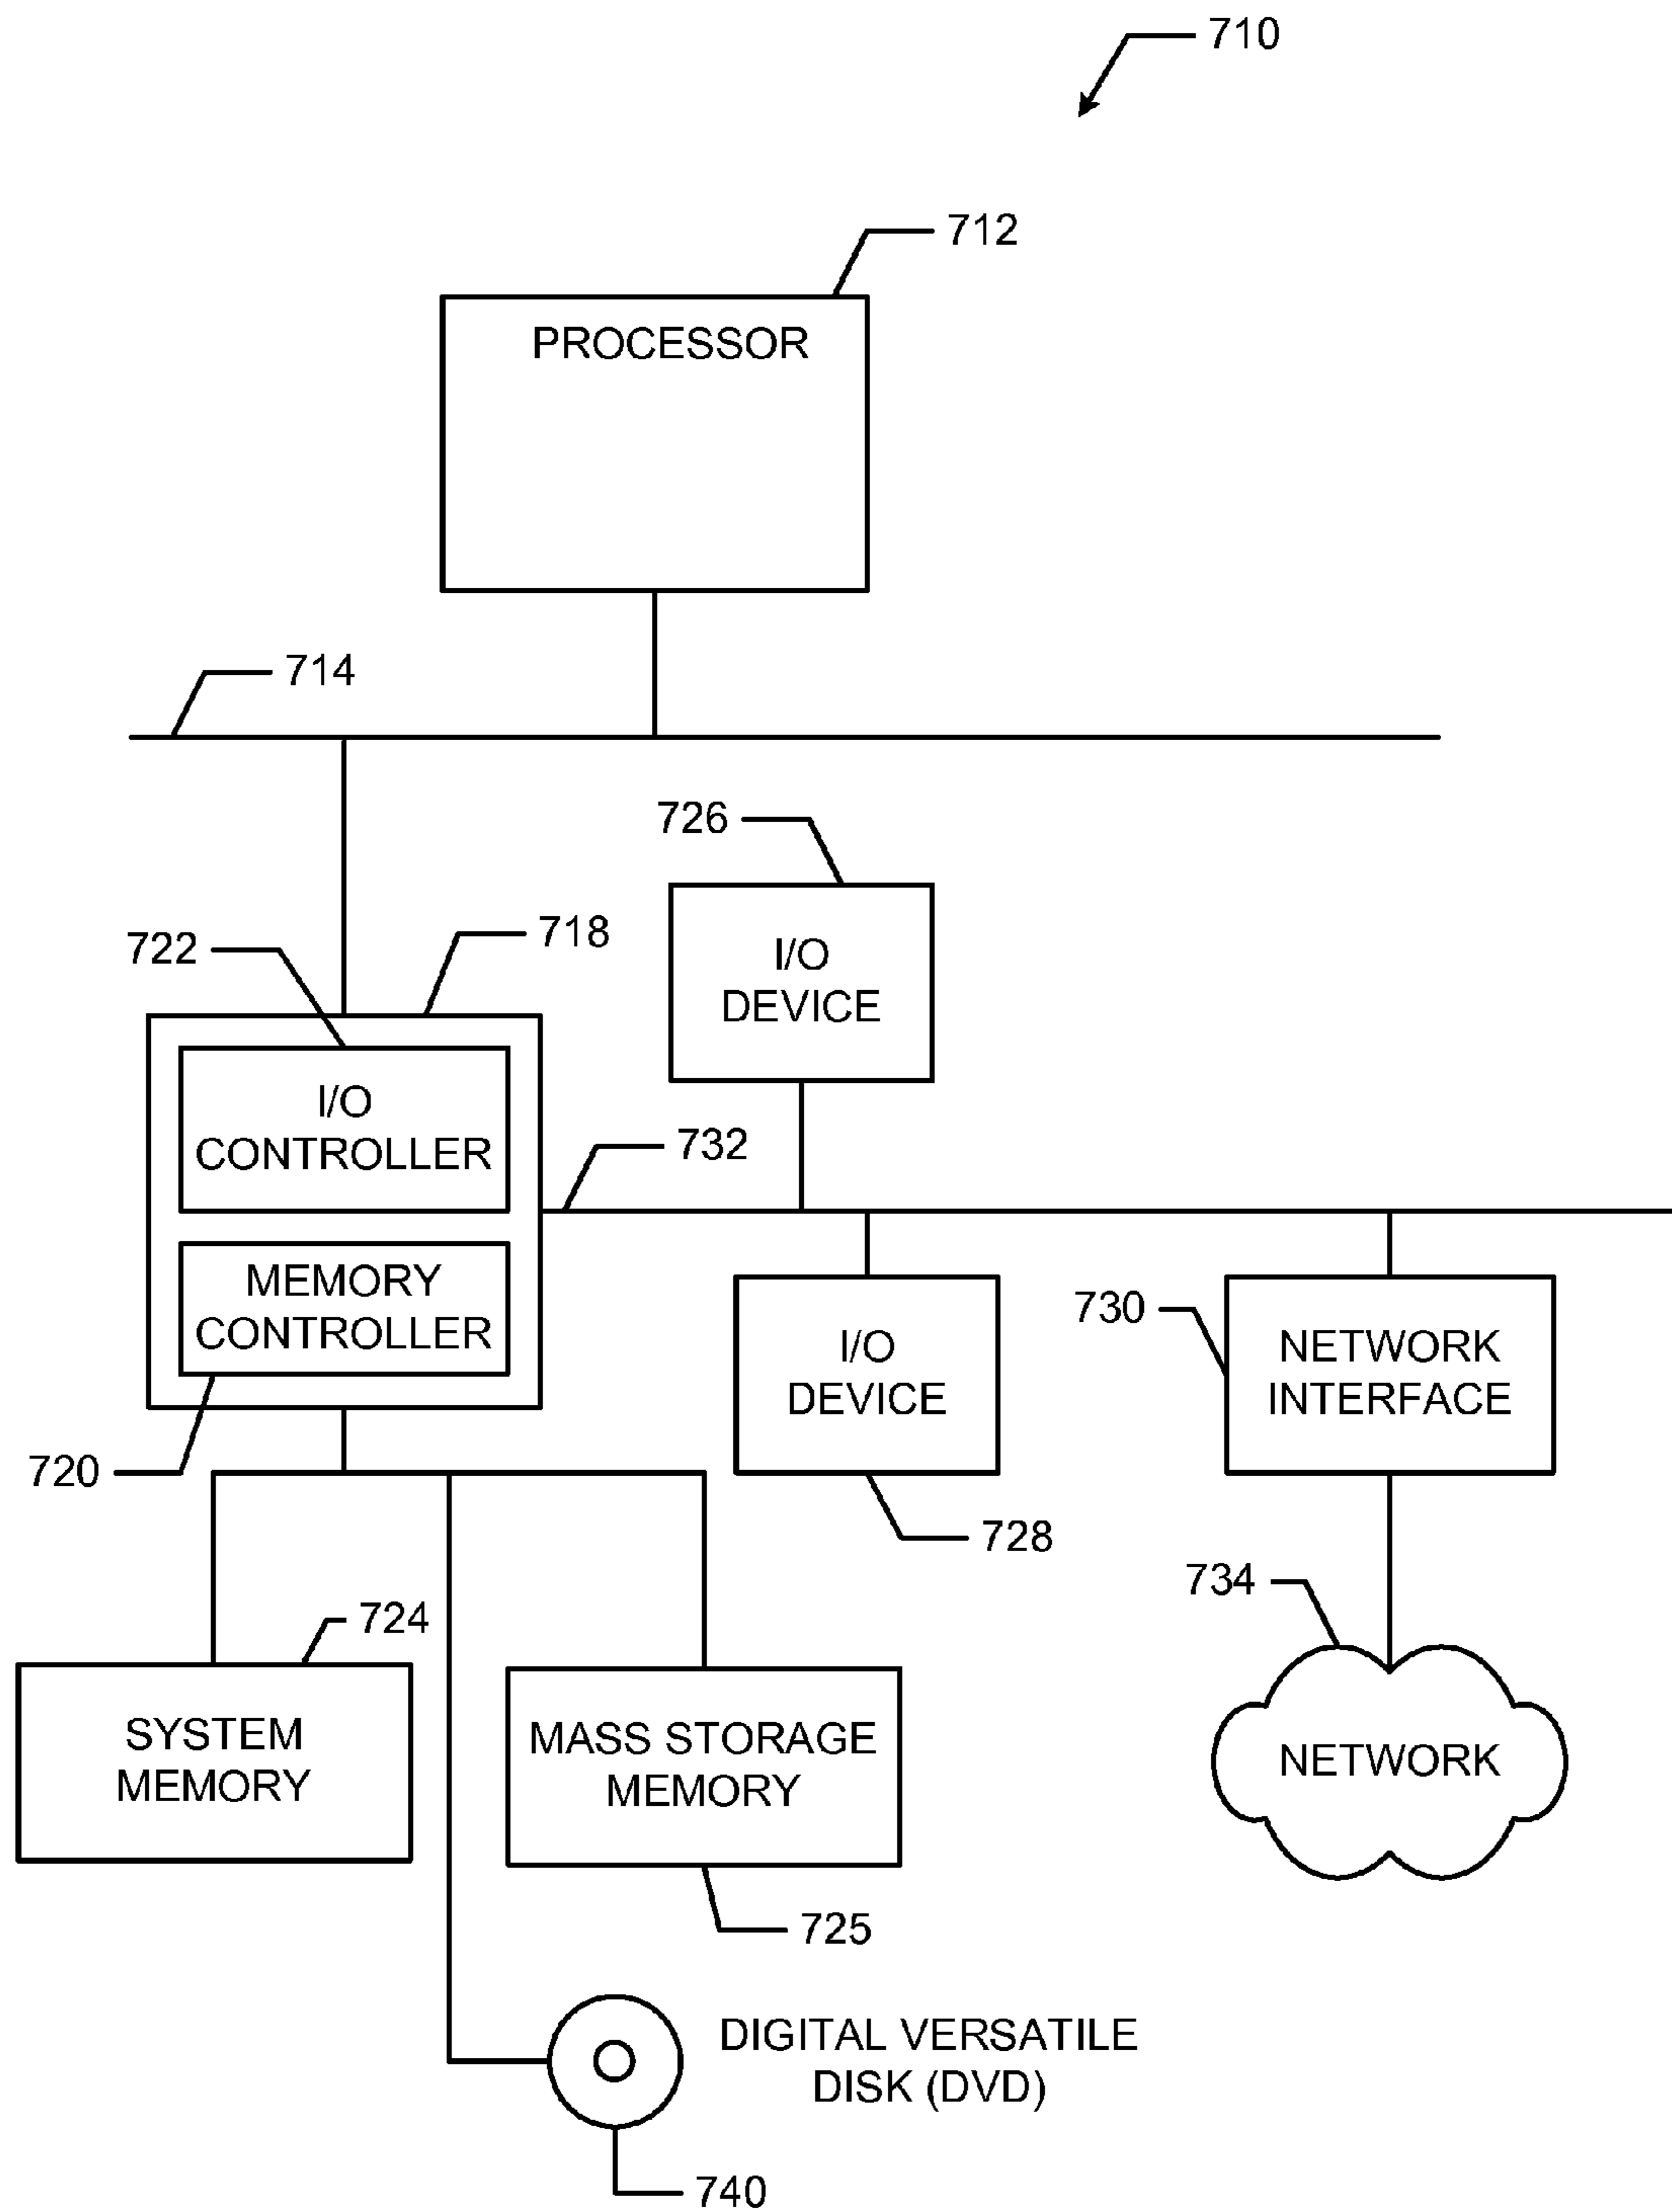 710
712
PROCESSOR
714
726
722
718
I/O
DEVICE
I/O
CONTROLLER
732
MEMORY
CONTROLLER
730
I/O
DEVICE
NETWORK
INTERFACE
720
728
734
724
SYSTEM
MEMORY
MASS STORAGE
MEMORY
NETWORK
725
DIGITAL VERSATILE
DISK (DVD)
740